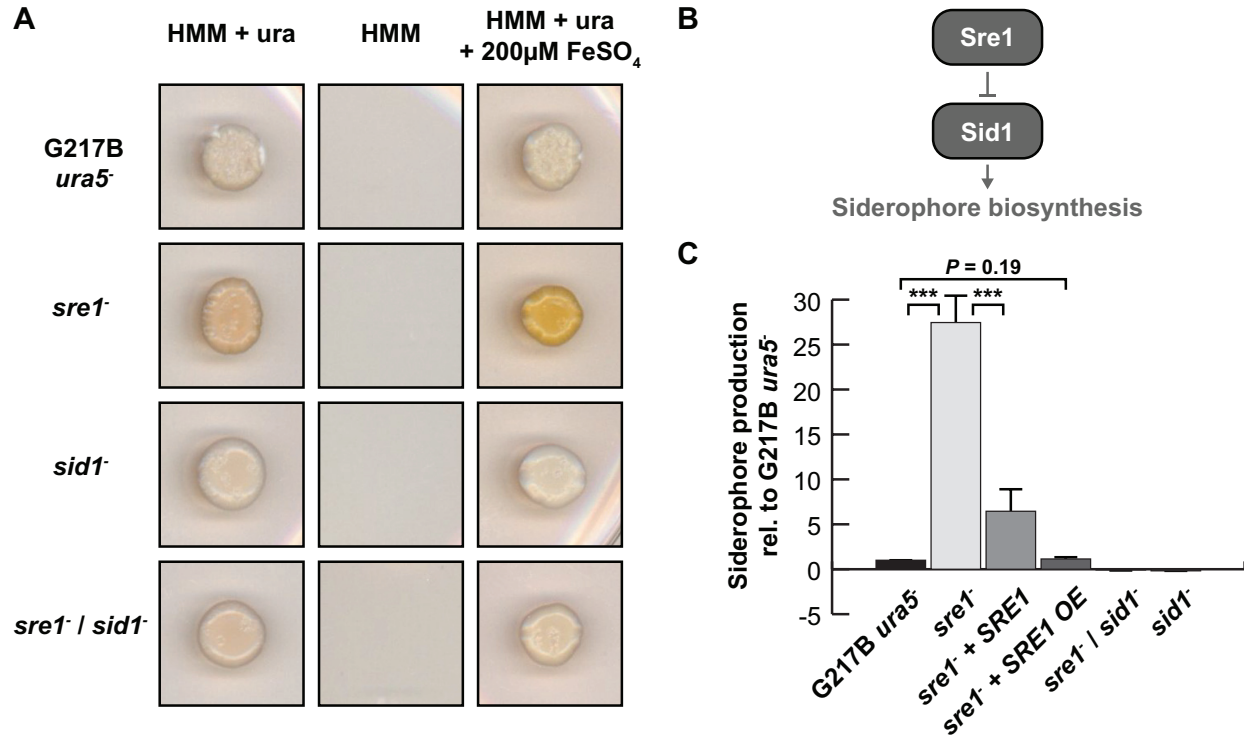 A
HMM + ura
HMM
HMM + ura
+ 200µM FeSO₄
G217B
ura5⁻
sre1⁻
sid1⁻
sre1⁻ / sid1⁻
B
Sre1
Sid1
Siderophore biosynthesis
C
Siderophore production
rel. to G217B ura5⁻
P = 0.19
***
***
30
25
20
15
10
5
0
-5
G217B ura5⁻
sre1⁻
sre1⁻ + SRE1
sre1⁻ + SRE1 OE
sre1⁻ / sid1⁻
sid1⁻